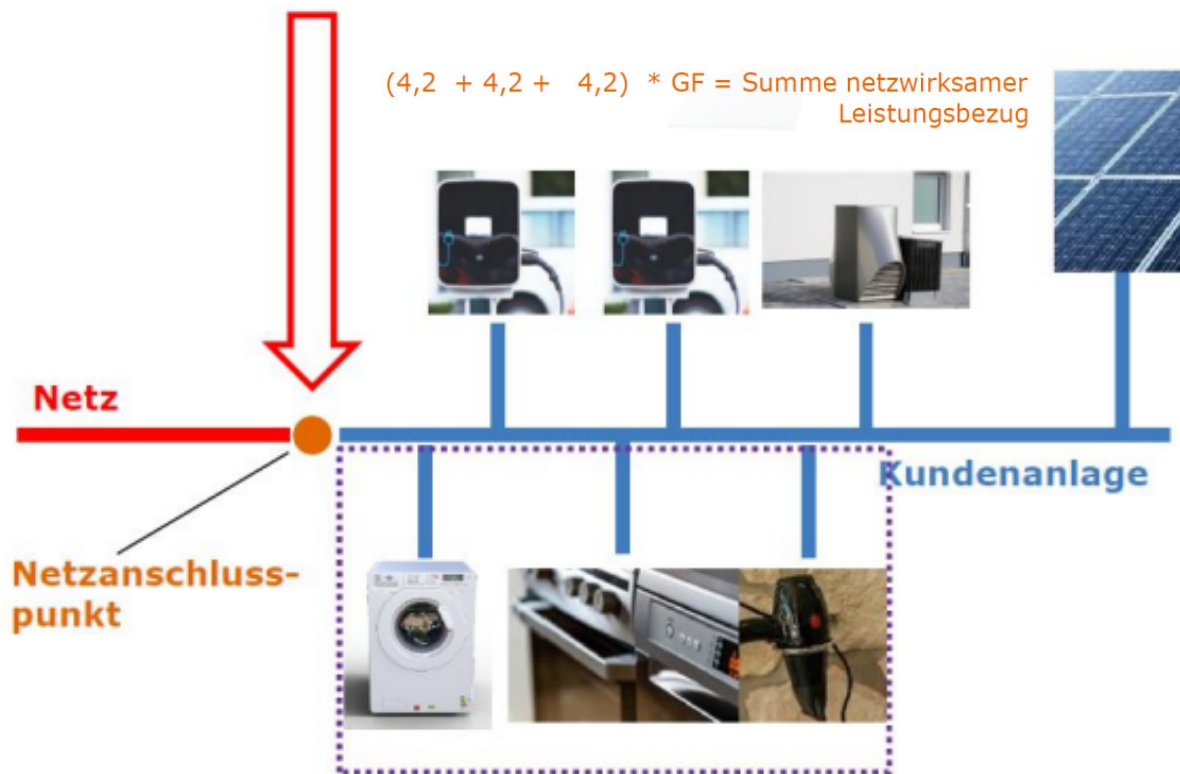 (4,2 + 4,2 + 4,2) * GF = Summe netzwirksamer
Leistungsbezug
Netz
Kundenanlage
Netzanschluss-
punkt